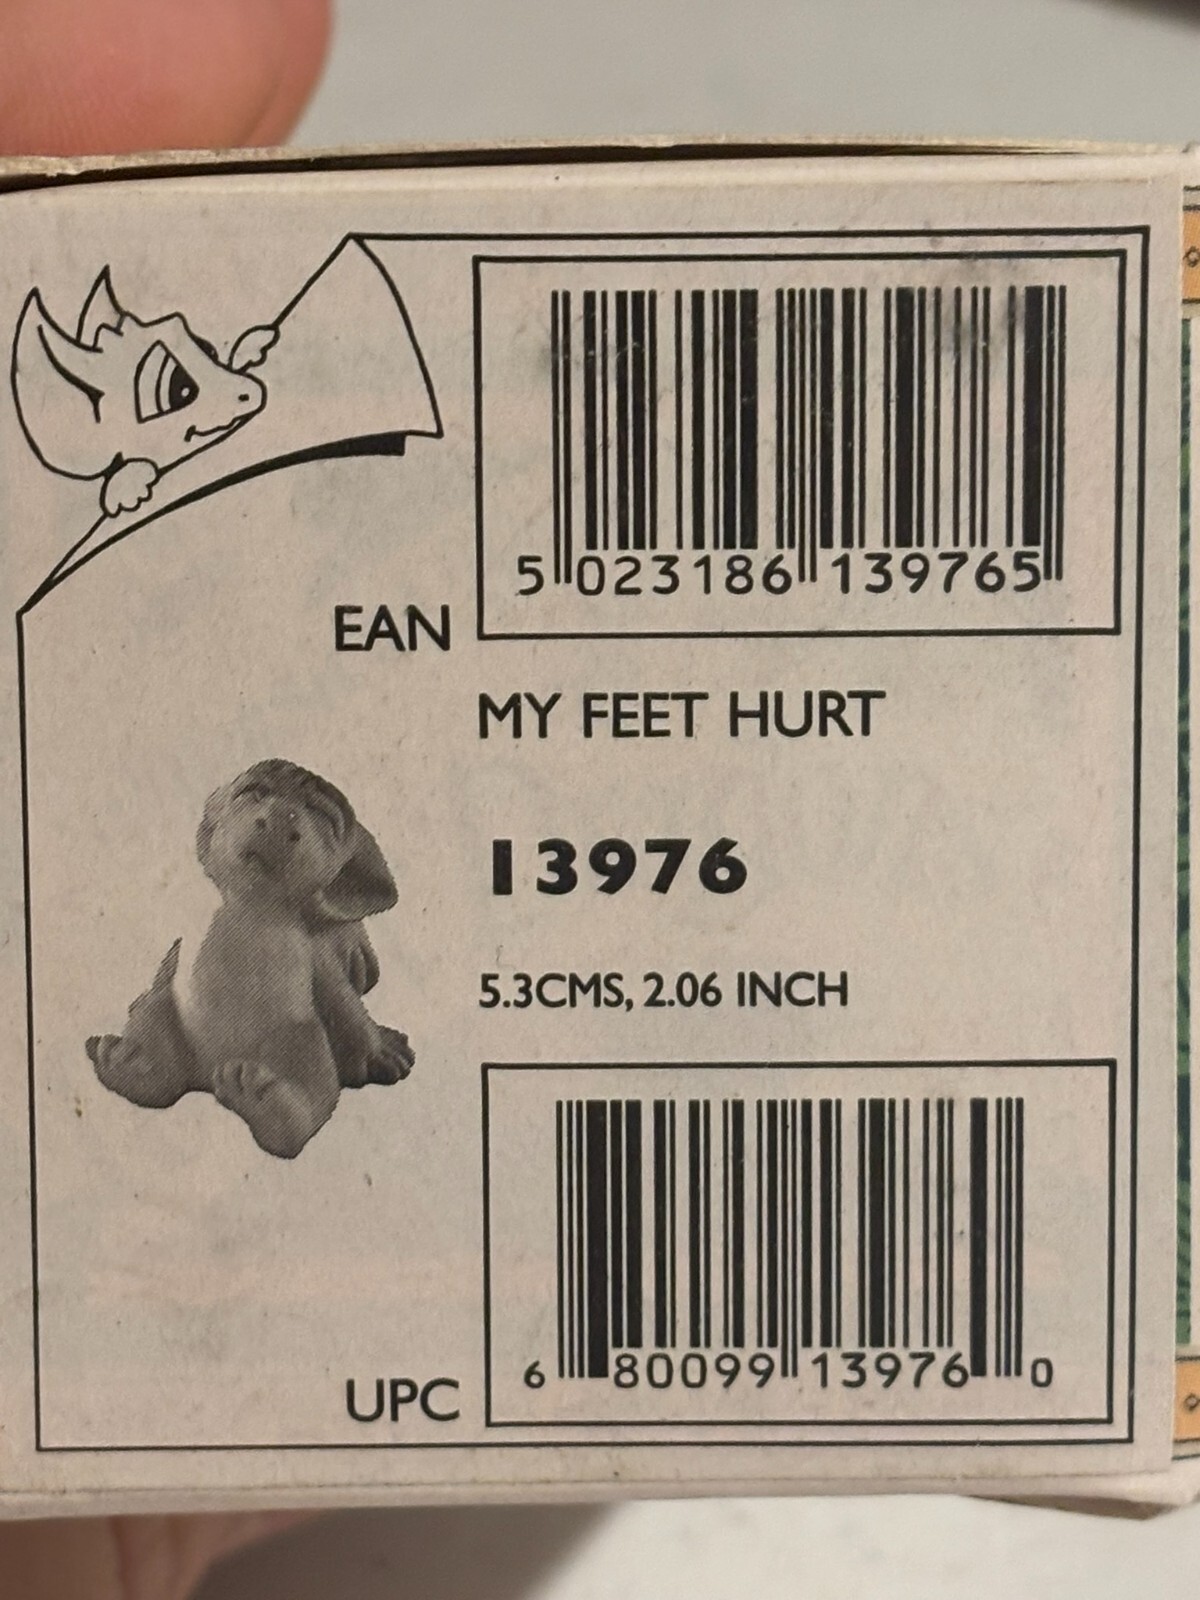 5 023186 139765
EAN
MY FEET HURT
13976
5.3CMS, 2.06 INCH
6 80099 13976 0
UPC